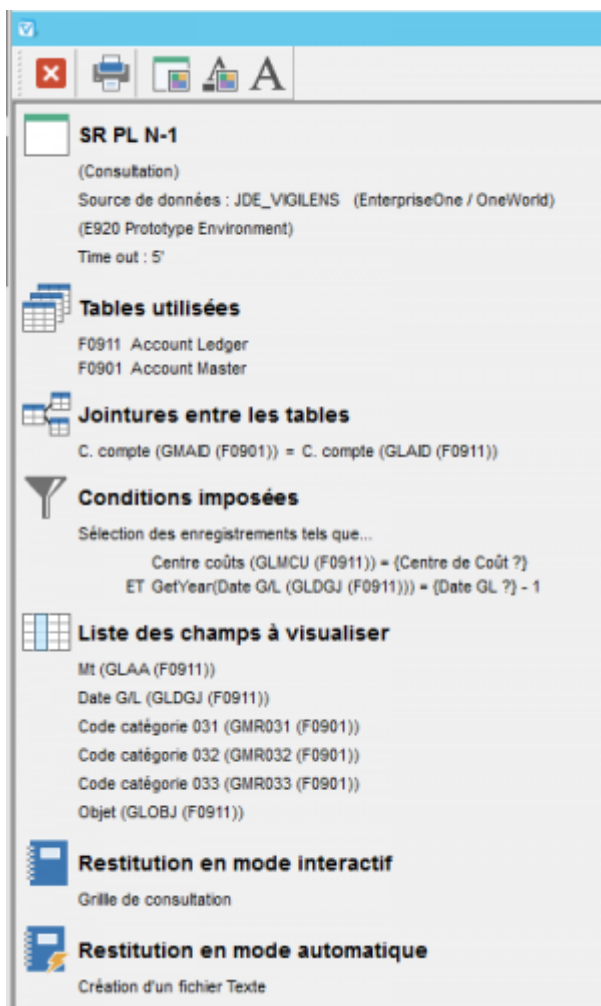 SR PL N-1
(Consultation)
Source de données : JDE_VIGILENS (EnterpriseOne / OneWorld)
(E920 Prototype Environment)
Time out : 5'
Tables utilisées
F0911 Account Ledger
F0901 Account Master
Jointures entre les tables
C. compte (GMAID (F0901)) = C. compte (GLAID (F0911))
Conditions imposées
Sélection des enregistrements tels que...
Centre coûts (GLMCU (F0911)) = {Centre de Coût ?}
ET GetYear(Date G/L (GLDGJ (F0911))) = {Date GL ?} - 1
Liste des champs à visualiser
Mt (GLAA (F0911))
Date G/L (GLDGJ (F0911))
Code catégorie 031 (GMR031 (F0901))
Code catégorie 032 (GMR032 (F0901))
Code catégorie 033 (GMR033 (F0901))
Objet (GLOBJ (F0911))
Restitution en mode interactif
Grille de consultation
Restitution en mode automatique
Création d'un fichier Texte